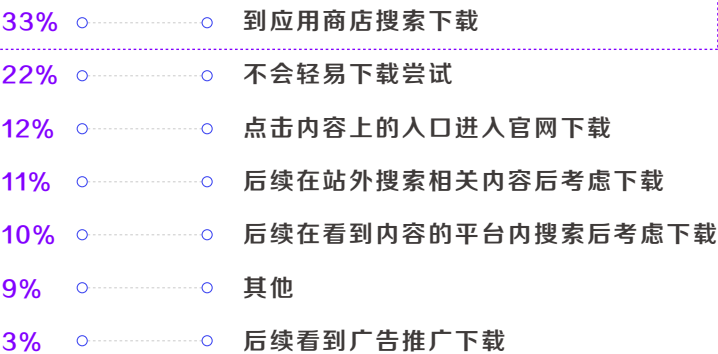 33% 到应用商店搜索下载
22% 不会轻易下载尝试
12% 点击内容上的入口进入官网下载
11% 后续在站外搜索相关内容后考虑下载
10% 后续在看到内容的平台内搜索后考虑下载
9% 其他
3% 后续看到广告推广下载